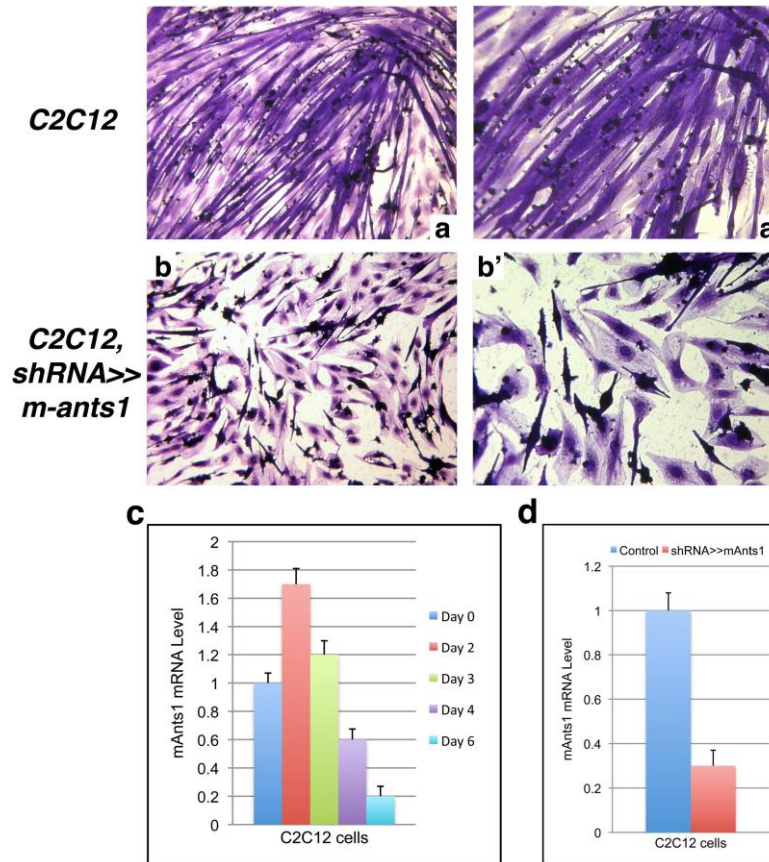 C2C12
a
a
C2C12,
shRNA>>
m-ants1
b
b'
c
mAnts1 mRNA Level
2
1.8
1.6
1.4
1.2
1
0.8
0.6
0.4
0.2
0
Day 0
Day 2
Day 3
Day 4
Day 6
C2C12 cells
d
Control
shRNA>>mAnts1
mAnts1 mRNA Level
1.2
1
0.8
0.6
0.4
0.2
0
C2C12 cells